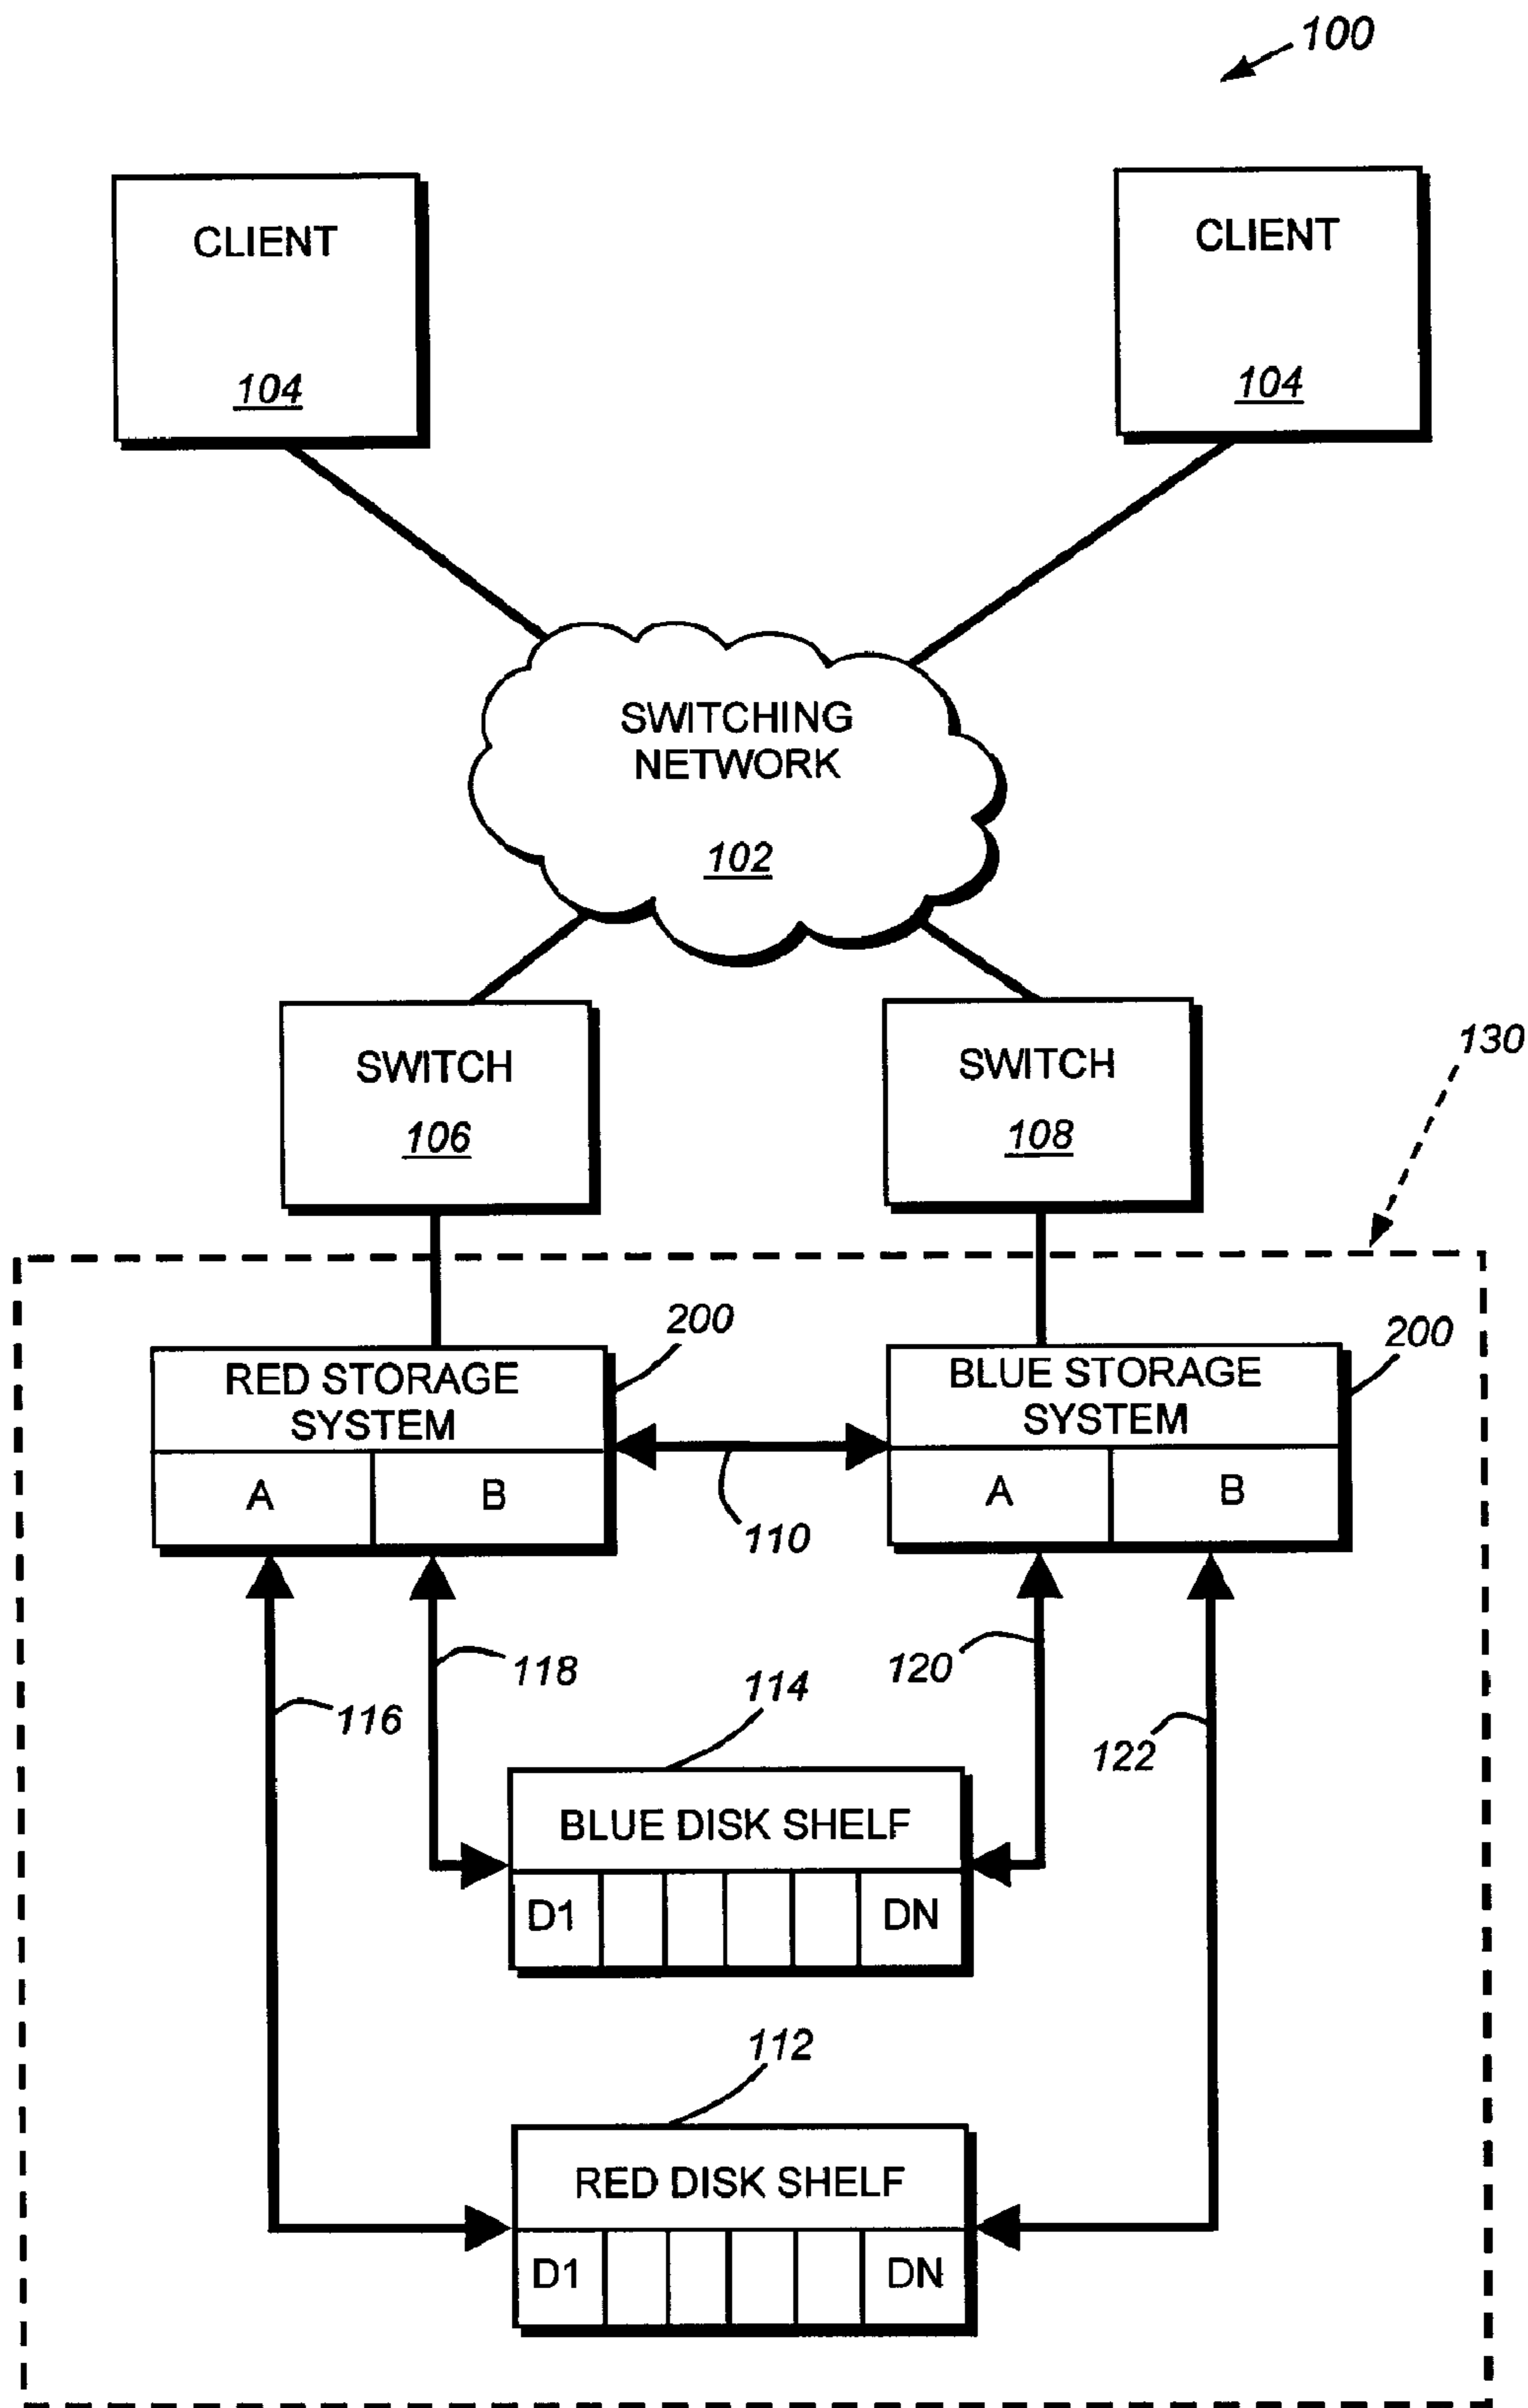 100
CLIENT
104
CLIENT
104
SWITCHING
NETWORK
102
SWITCH
106
SWITCH
108
130
RED STORAGE
SYSTEM
A
B
200
BLUE STORAGE
SYSTEM
A
B
200
110
116
118
120
122
114
BLUE DISK SHELF
D1
DN
112
RED DISK SHELF
D1
DN